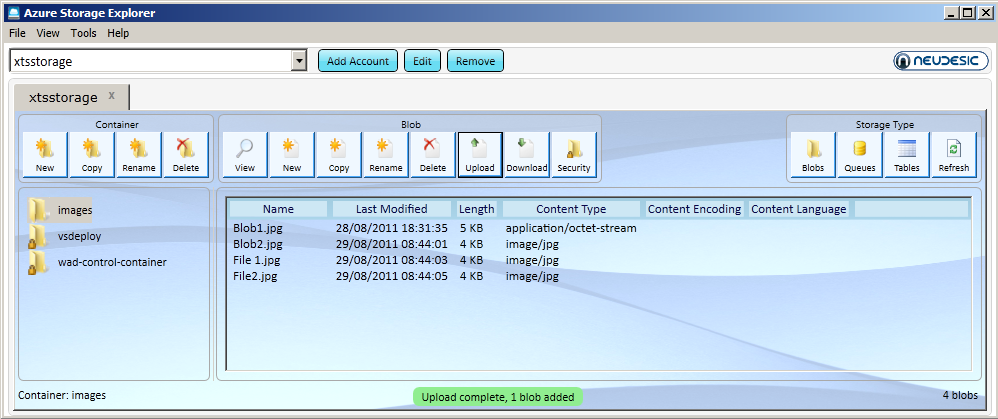 Azure Storage Explorer
File View Tools Help
xtsstorage Add Account Edit Remove NEUDESIC
xtsstorage x
Container Blob Storage Type
New Copy Rename Delete View New Copy Rename Delete Upload Download Security Blobs Queues Tables Refresh
images
vsdeploy
wad-control-container
Name Last Modified Length Content Type Content Encoding Content Language
Blob1.jpg 28/08/2011 18:31:35 5 KB application/octet-stream
Blob2.jpg 29/08/2011 08:44:01 4 KB image/jpg
File 1.jpg 29/08/2011 08:44:03 4 KB image/jpg
File2.jpg 29/08/2011 08:44:05 4 KB image/jpg
Container: images Upload complete, 1 blob added 4 blobs